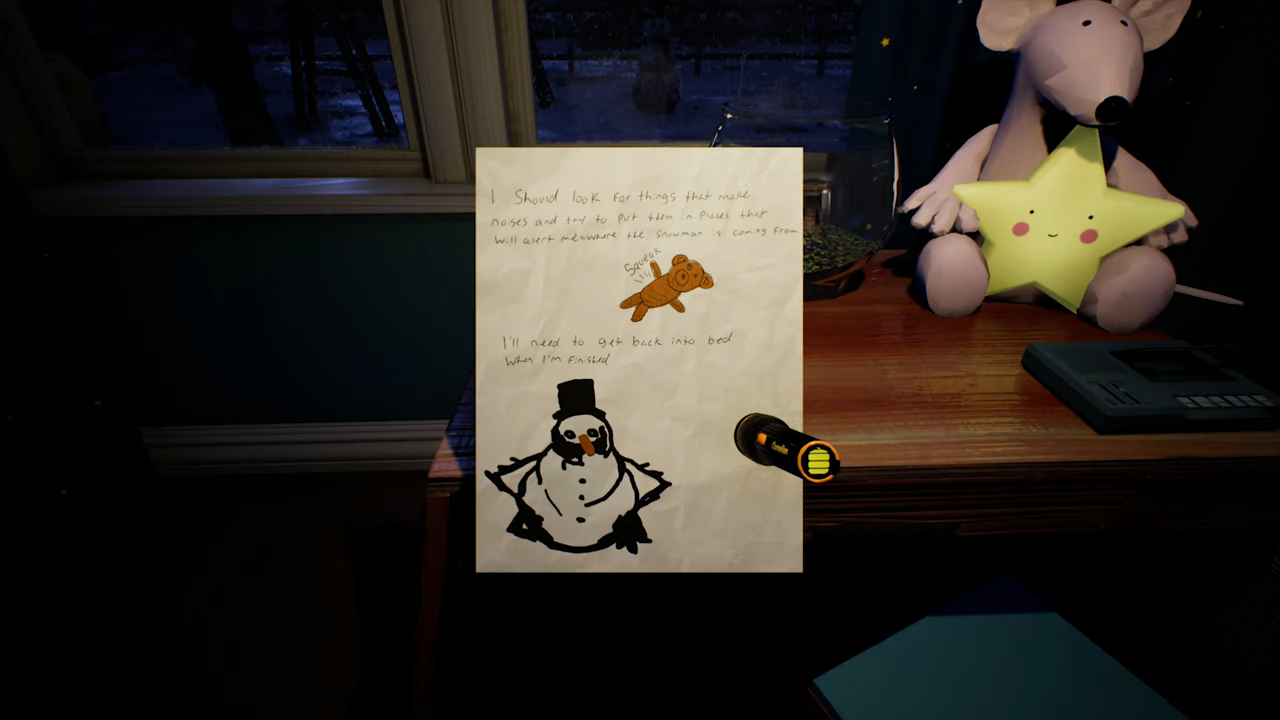 I Should look for things that make
noises and try to put them in places that
will alert me where the snowman is coming from
Squeak
I'll need to get back into bed
When I'm finished